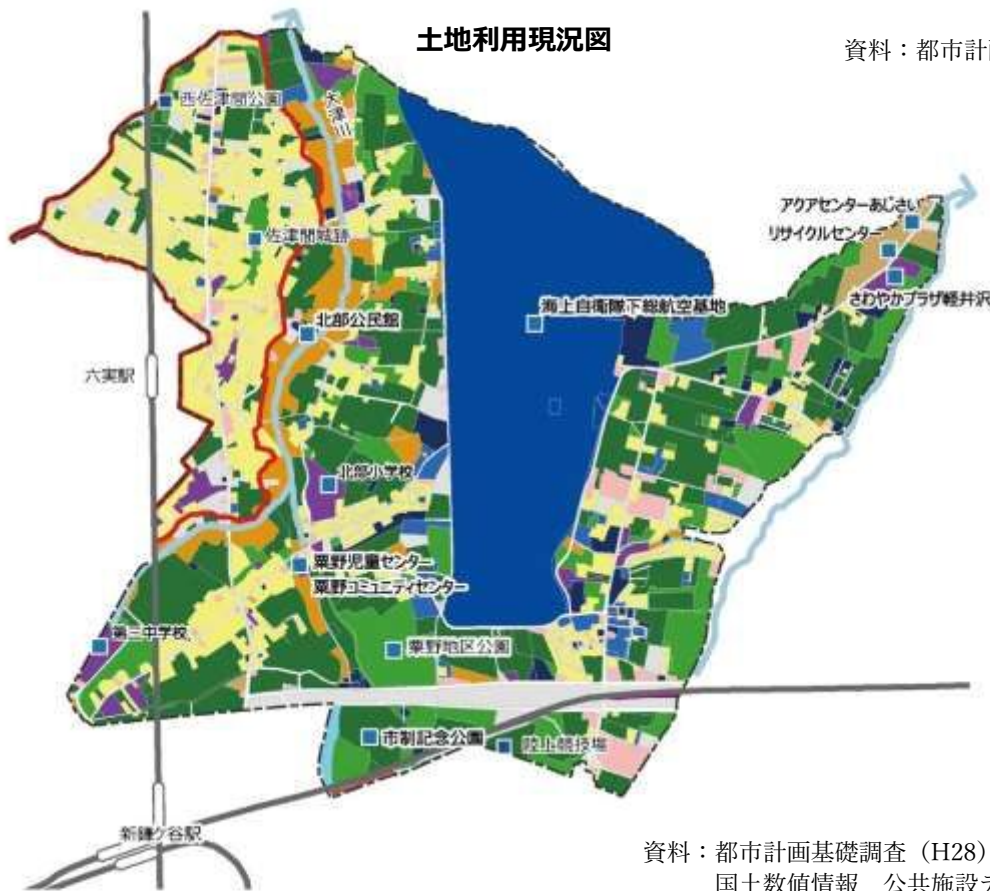 土地利用現況図
資料：都市計画
西佐津間公園
大津川
アクアセンターあじさい
リサイクルセンター
さわやかプラザ軽井沢
佐津間城跡
海上自衛隊下総航空基地
北部公民館
六実駅
北部小学校
粟野児童センター
粟野コミュニティセンター
第三中学校
粟野地区公園
市制記念公園
陸上競技場
新鎌ケ谷駅
資料：都市計画基礎調査（H28）
国土数値情報　公共施設デ